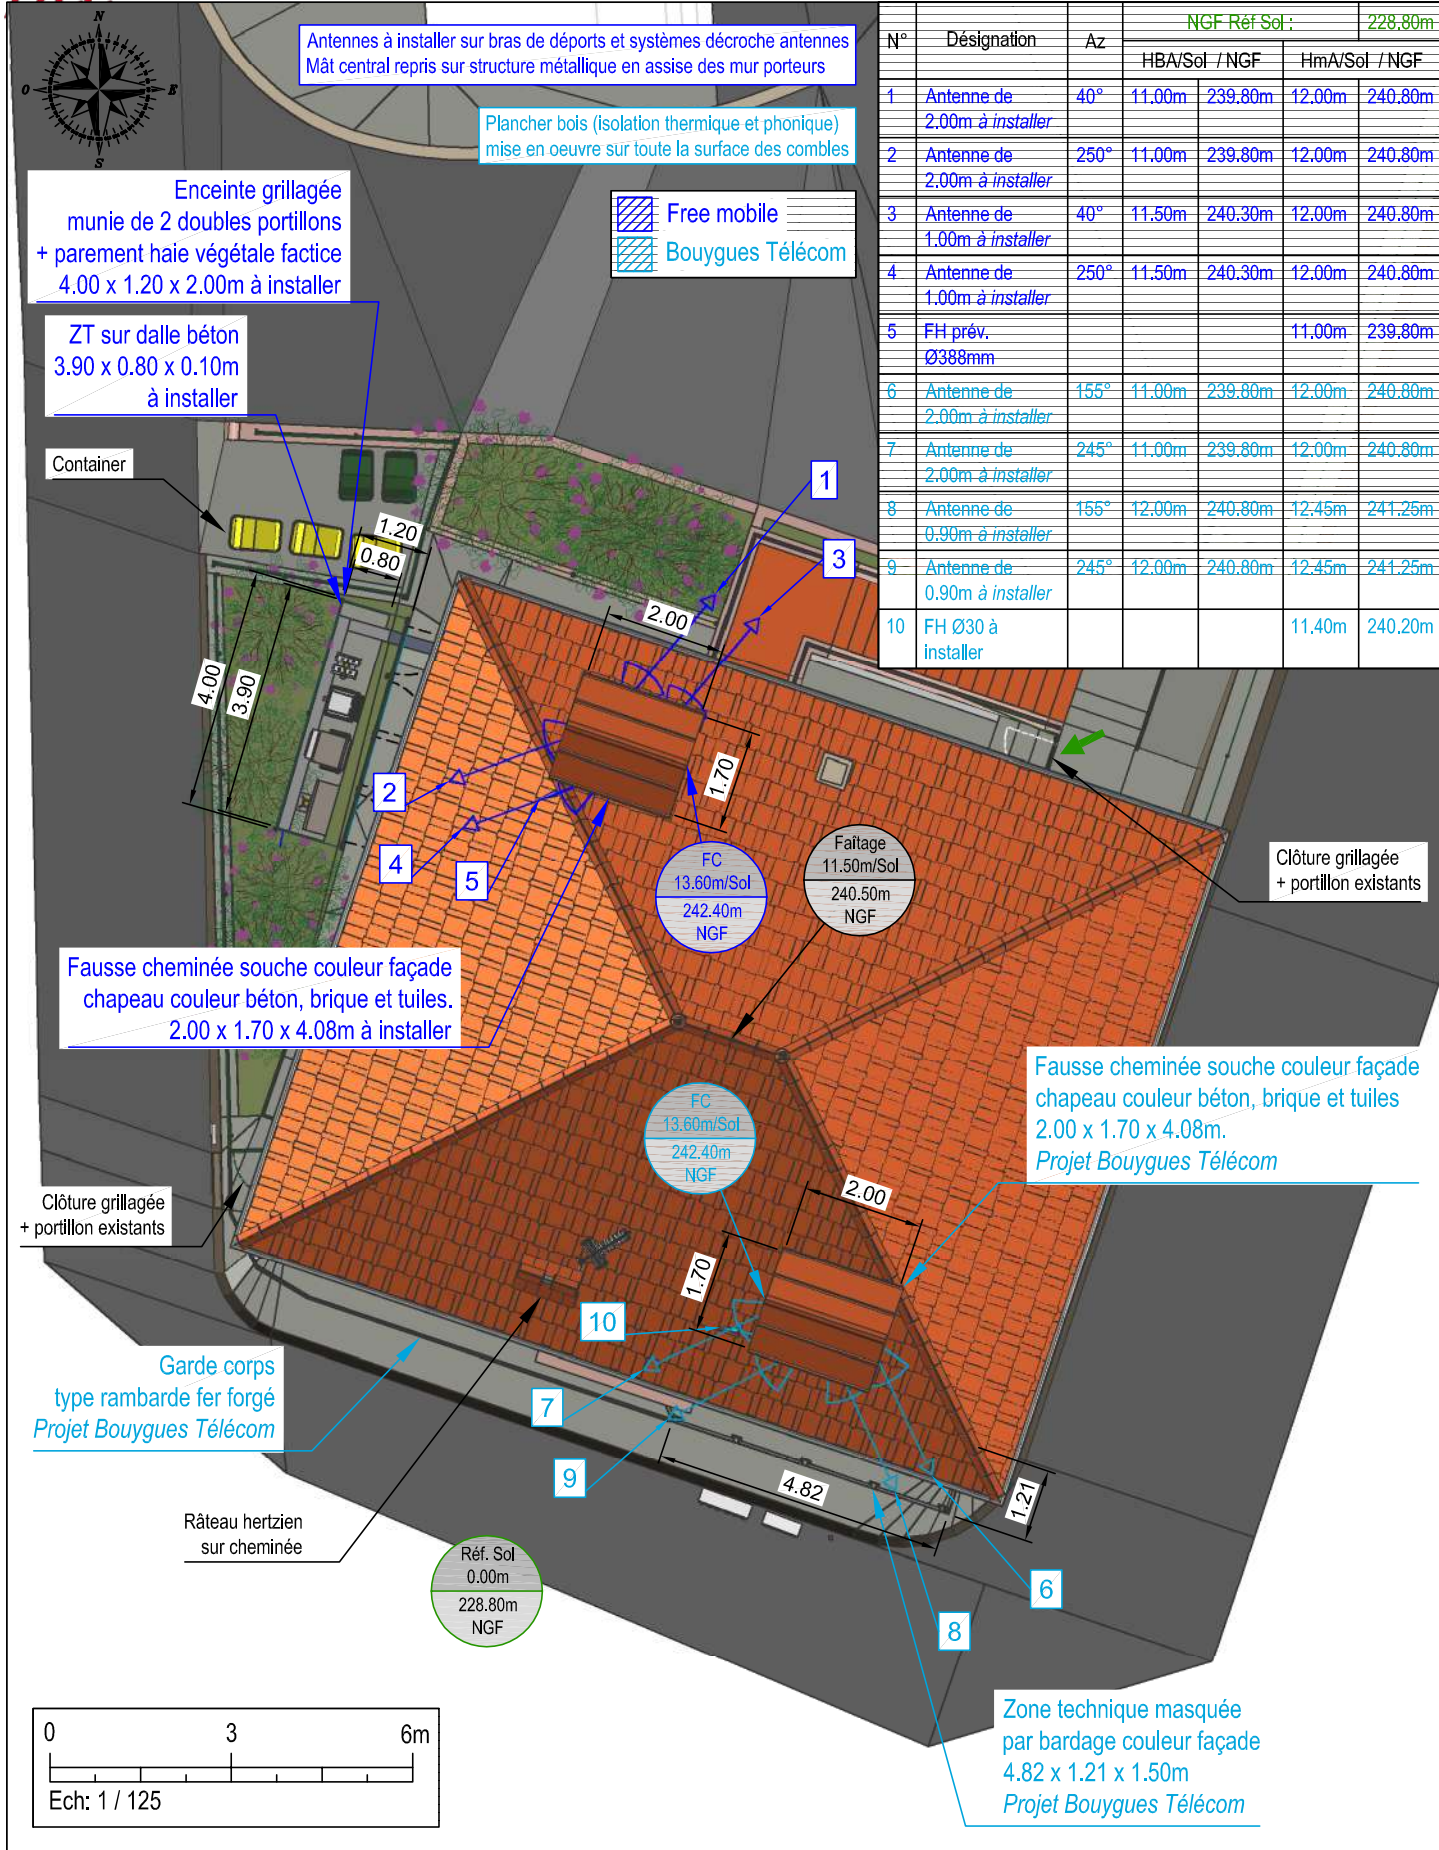 N
O
E
S
Antennes à installer sur bras de déports et systèmes décroche antennes
Mât central repris sur structure métallique en assise des mur porteurs
Plancher bois (isolation thermique et phonique)
mise en oeuvre sur toute la surface des combles
Free mobile
Bouygues Télécom
N° Désignation Az NGF Réf Sol : 228.80m
HBA/Sol / NGF HmA/Sol / NGF
1 Antenne de 40° 11.00m 239.80m 12.00m 240.80m
2.00m à installer
2 Antenne de 250° 11.00m 239.80m 12.00m 240.80m
2.00m à installer
3 Antenne de 40° 11.50m 240.30m 12.00m 240.80m
1.00m à installer
4 Antenne de 250° 11.50m 240.30m 12.00m 240.80m
1.00m à installer
5 FH prév. 11.00m 239.80m
Ø388mm
6 Antenne de 155° 11.00m 239.80m 12.00m 240.80m
2.00m à installer
7 Antenne de 245° 11.00m 239.80m 12.00m 240.80m
2.00m à installer
8 Antenne de 155° 12.00m 240.80m 12.45m 241.25m
0.90m à installer
9 Antenne de 245° 12.00m 240.80m 12.45m 241.25m
0.90m à installer
10 FH Ø30 à 11.40m 240.20m
installer
Enceinte grillagée
munie de 2 doubles portillons
+ parement haie végétale factice
4.00 x 1.20 x 2.00m à installer
ZT sur dalle béton
3.90 x 0.80 x 0.10m
à installer
Container
1.20
0.80
1
3
2.00
4.00
3.90
1.70
2
4
5
FC
13.60m/Sol
242.40m
NGF
Faîtage
11.50m/Sol
240.50m
NGF
Clôture grillagée
+ portillon existants
Fausse cheminée souche couleur façade
chapeau couleur béton, brique et tuiles.
2.00 x 1.70 x 4.08m à installer
Fausse cheminée souche couleur façade
chapeau couleur béton, brique et tuiles
2.00 x 1.70 x 4.08m.
Projet Bouygues Télécom
FC
13.60m/Sol
242.40m
NGF
Clôture grillagée
+ portillon existants
2.00
1.70
10
7
9
Garde corps
type rambarde fer forgé
Projet Bouygues Télécom
4.82
1.21
Râteau hertzien
sur cheminée
Réf. Sol
0.00m
228.80m
NGF
6
8
Zone technique masquée
par bardage couleur façade
4.82 x 1.21 x 1.50m
Projet Bouygues Télécom
0 3 6m
Ech: 1 / 125